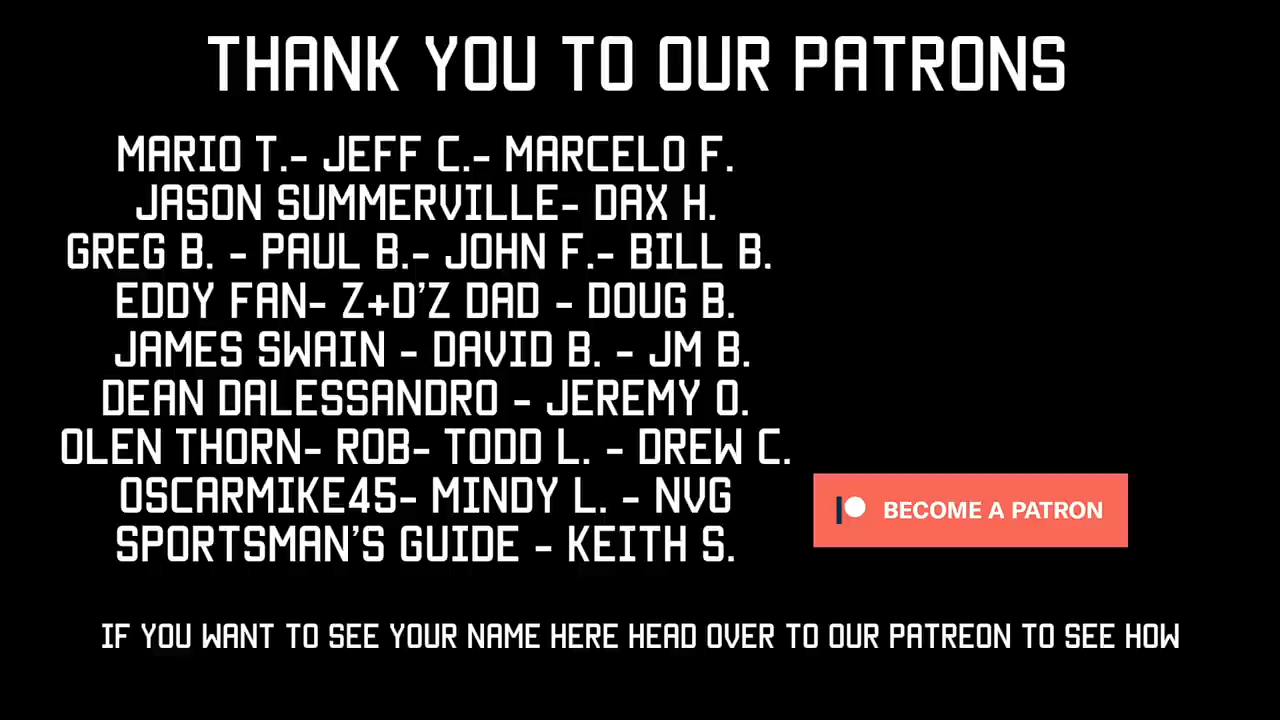 THANK YOU TO OUR PATRONS
MARIO T.- JEFF C.- MARCELO F.
JASON SUMMERVILLE- DAX H.
GREG B. - PAUL B.- JOHN F.- BILL B.
EDDY FAN- Z+D'Z DAD - DOUG B.
JAMES SWAIN - DAVID B. - JM B.
DEAN DALESSANDRO - JEREMY O.
OLEN THORN- ROB- TODD L. - DREW C.
OSCARMIKE45- MINDY L. - NVG
SPORTSMAN'S GUIDE - KEITH S.
BECOME A PATRON
IF YOU WANT TO SEE YOUR NAME HERE HEAD OVER TO OUR PATREON TO SEE HOW